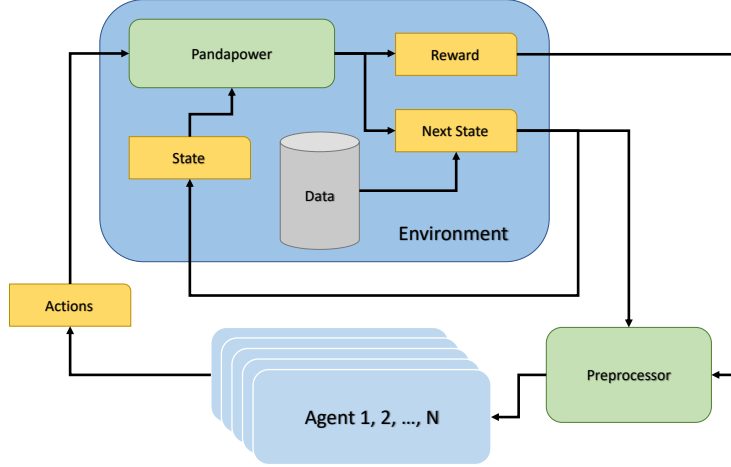 Pandapower
Reward
Next State
State
Data
Environment
Actions
Preprocessor
Agent 1, 2, ..., N